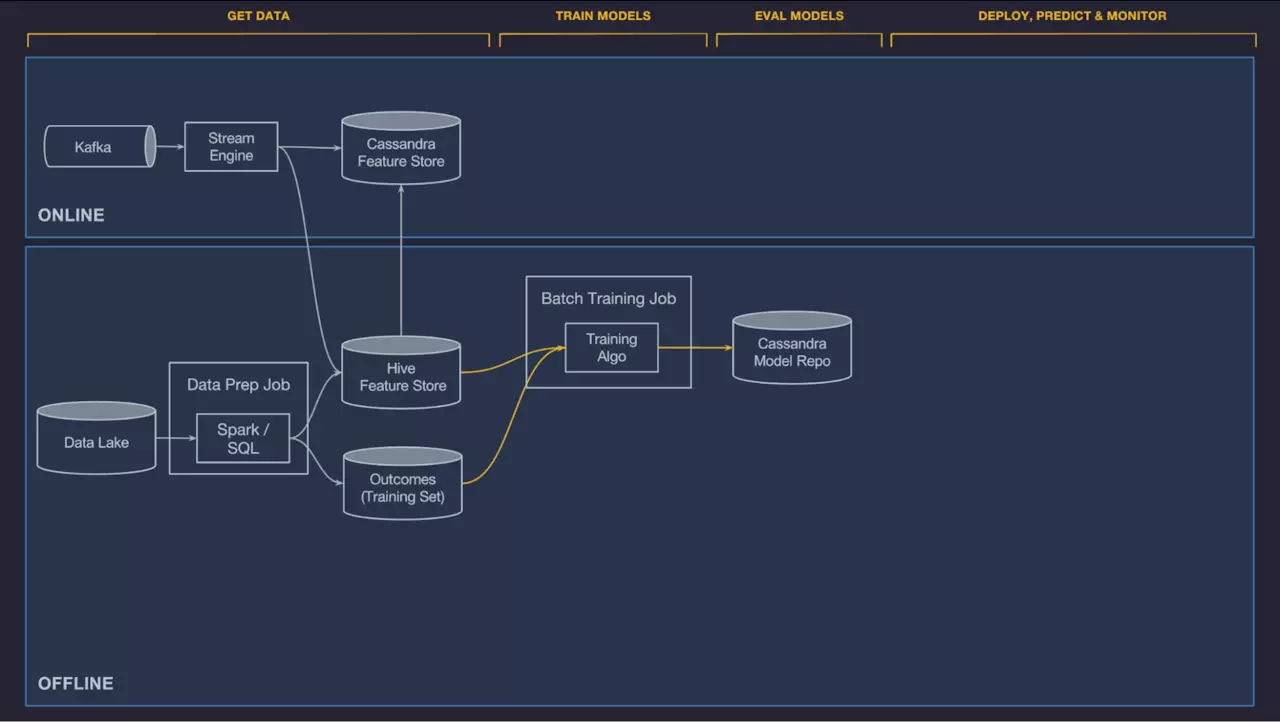 GET DATA
TRAIN MODELS
EVAL MODELS
DEPLOY, PREDICT & MONITOR
Kafka
Stream
Engine
Cassandra
Feature Store
ONLINE
Batch Training Job
Training
Algo
Cassandra
Model Repo
Hive
Feature Store
Data Prep Job
Spark /
SQL
Data Lake
Outcomes
(Training Set)
OFFLINE